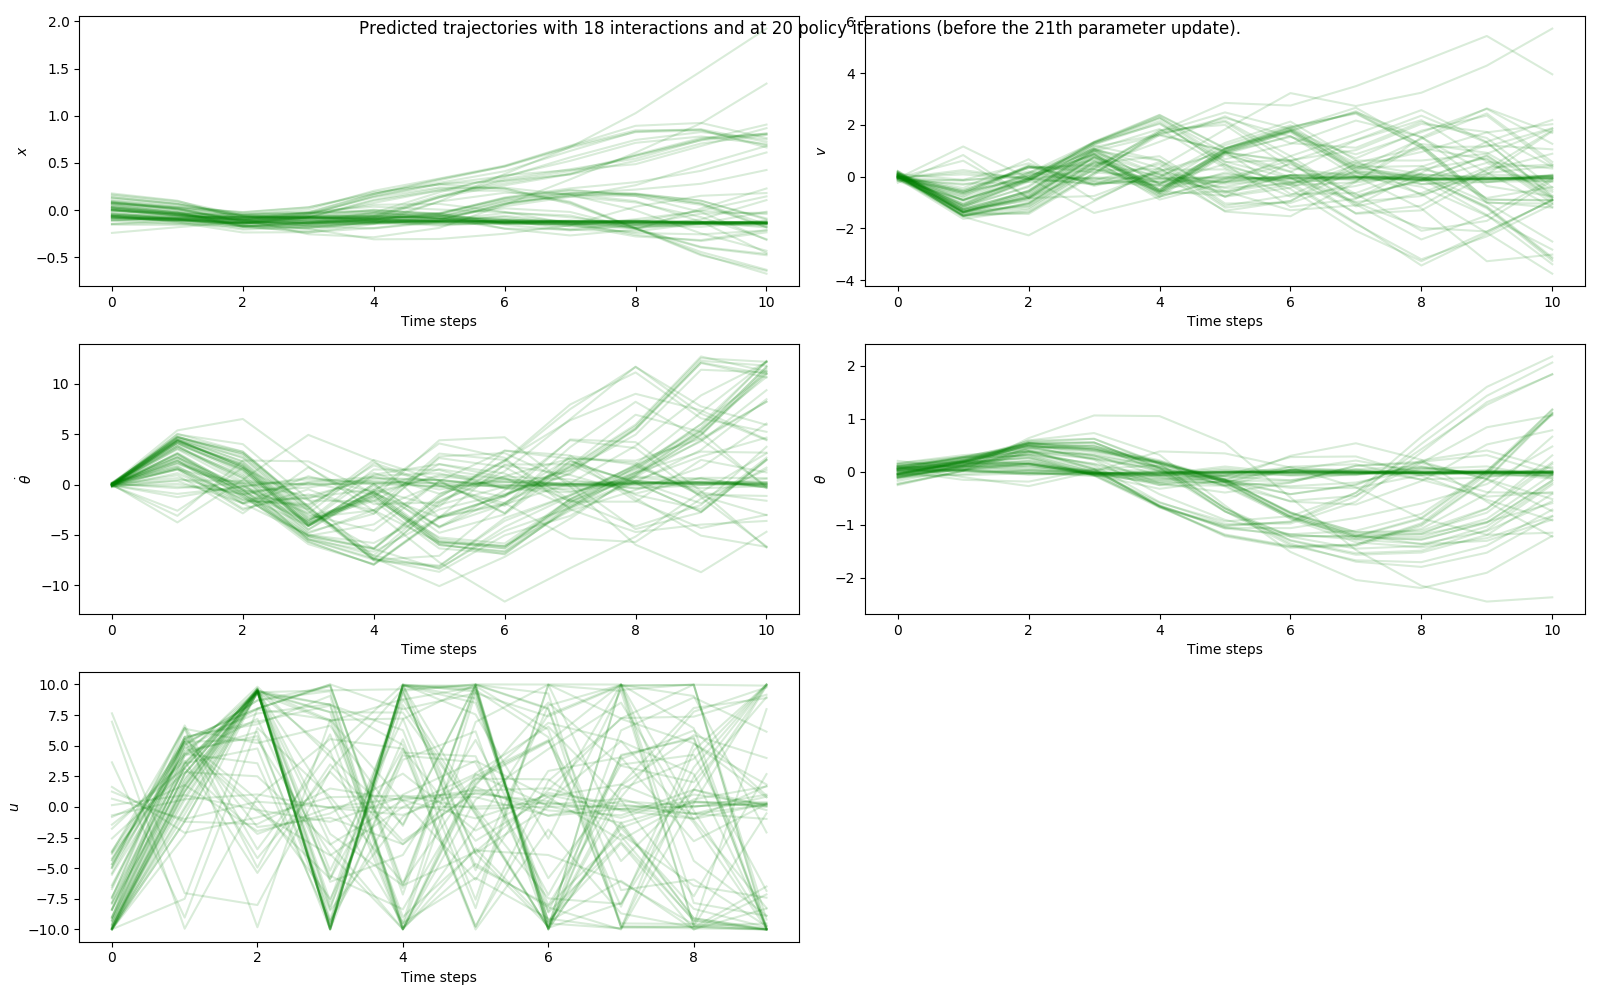 Predicted trajectories with 18 interactions and at 20 policy iterations (before the 21th parameter update).
2.0
1.5
1.0
0.5
0.0
−0.5
x
0 2 4 6 8 10
Time steps
6
4
2
0
−2
−4
v
0 2 4 6 8 10
Time steps
10
5
0
−5
−10
θ̇
0 2 4 6 8 10
Time steps
2
1
0
−1
−2
θ
0 2 4 6 8 10
Time steps
10.0
7.5
5.0
2.5
0.0
−2.5
−5.0
−7.5
−10.0
u
0 2 4 6 8
Time steps